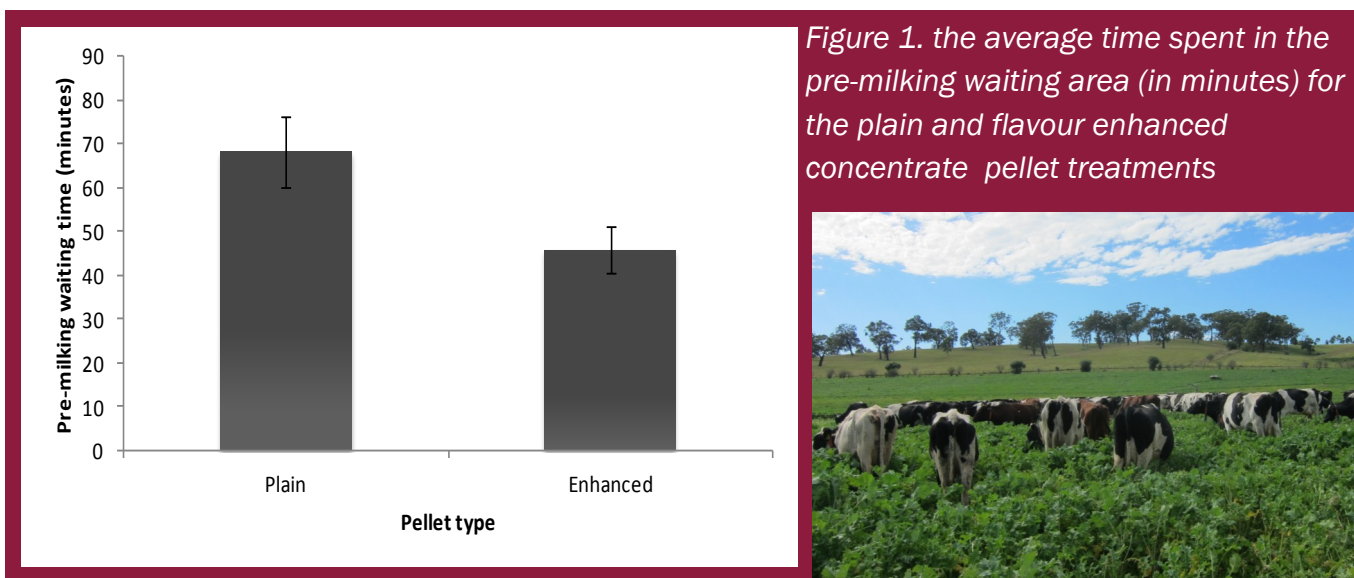 90
80
70
60
50
40
30
20
10
0
Pre-milking waiting time (minutes)
Plain
Enhanced
Pellet type
Figure 1. the average time spent in the
pre-milking waiting area (in minutes) for
the plain and flavour enhanced
concentrate pellet treatments